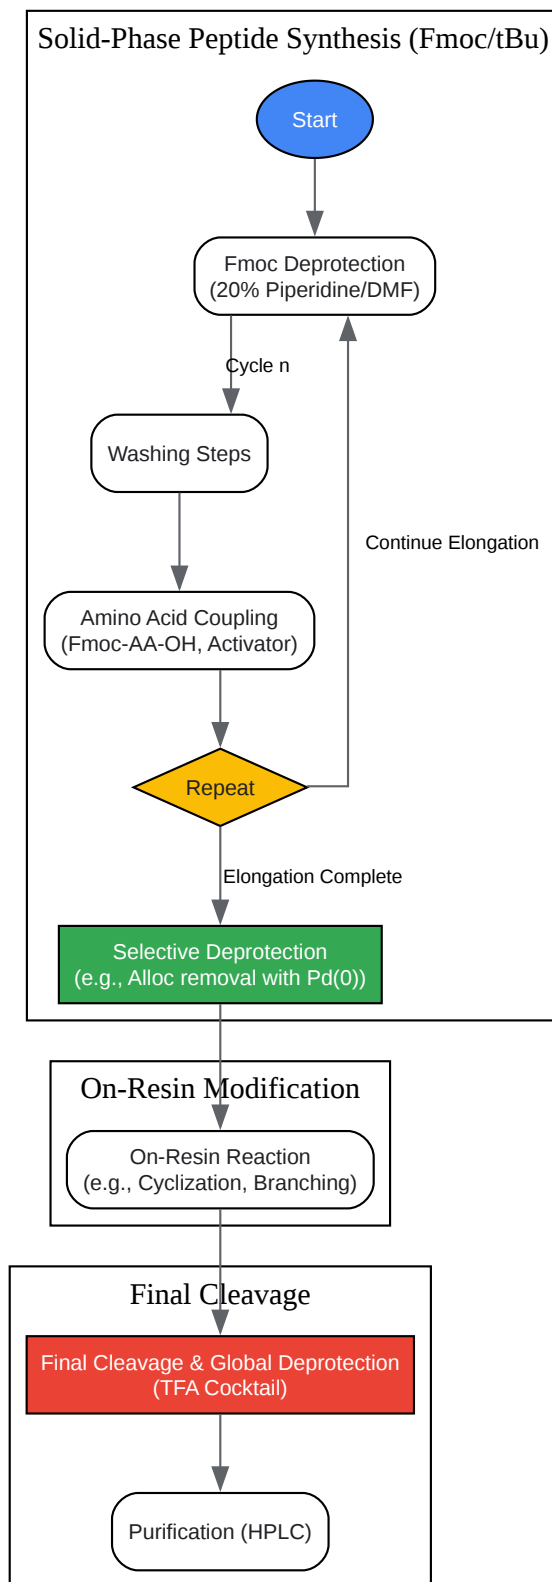 Solid-Phase Peptide Synthesis (Fmoc/tBu)
Start
Fmoc Deprotection
(20% Piperidine/DMF)
Cycle n
Washing Steps
Continue Elongation
Amino Acid Coupling
(Fmoc-AA-OH, Activator)
Repeat
Elongation Complete
Selective Deprotection
(e.g., Alloc removal with Pd(0))
On-Resin Modification
On-Resin Reaction
(e.g., Cyclization, Branching)
Final Cleavage
Final Cleavage & Global Deprotection
(TFA Cocktail)
Purification (HPLC)